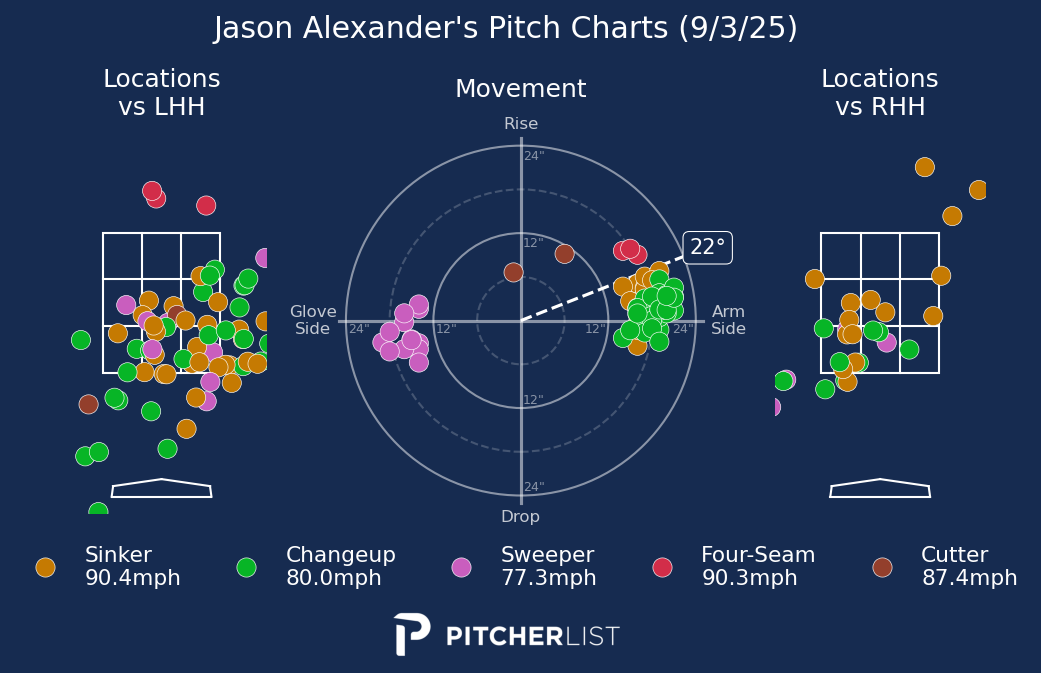 Jason Alexander's Pitch Charts (9/3/25)
Locations
vs LHH
Movement
Locations
vs RHH
Rise
24"
12"
22°
Glove
Side
24"
12"
12"
24"
Arm
Side
12"
24"
Drop
Sinker
90.4mph
Changeup
80.0mph
Sweeper
77.3mph
Four-Seam
90.3mph
Cutter
87.4mph
PITCHERLIST